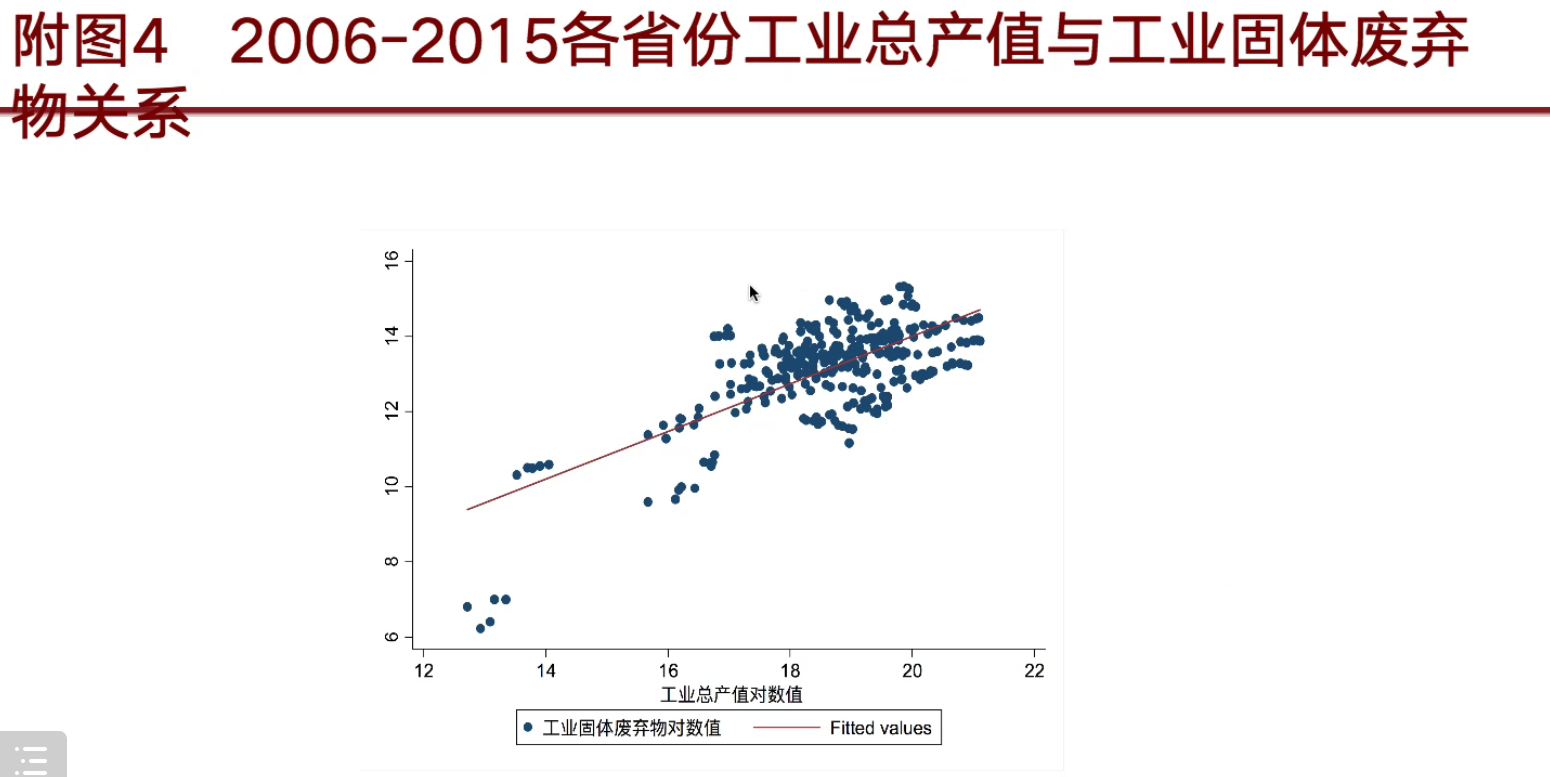 附图4 2006-2015各省份工业总产值与工业固体废弃
物关系
16
14
12
10
8
6
12 14 16 18 20 22
工业总产值对数值
工业固体废弃物对数值 Fitted values